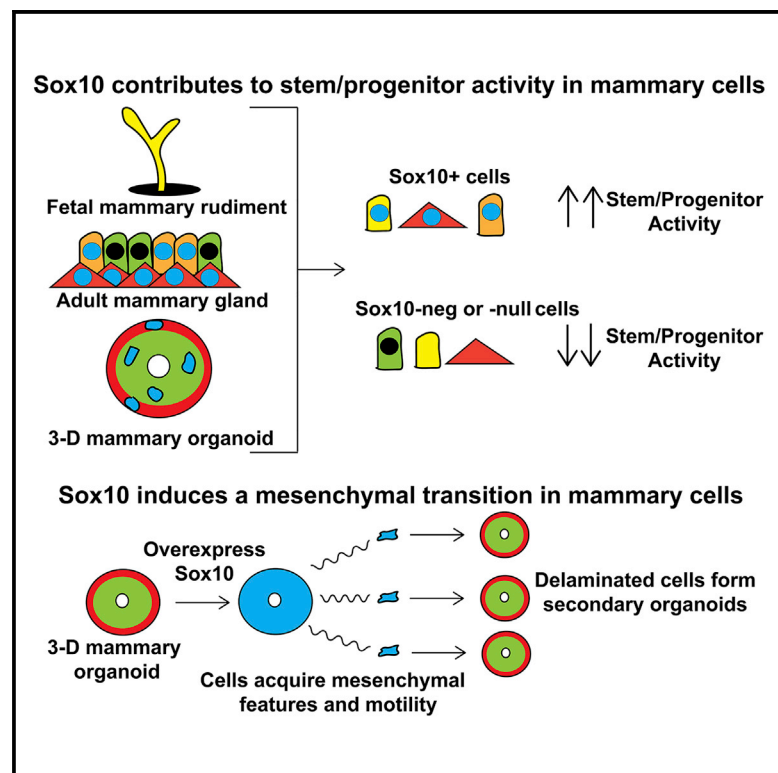 Sox10 contributes to stem/progenitor activity in mammary cells
Fetal mammary rudiment
Adult mammary gland
3-D mammary organoid
Sox10+ cells
Stem/Progenitor
Activity
Sox10-neg or -null cells
Stem/Progenitor
Activity
Sox10 induces a mesenchymal transition in mammary cells
Overexpress
Sox10
3-D mammary
organoid
Cells acquire mesenchymal
features and motility
Delaminated cells form
secondary organoids